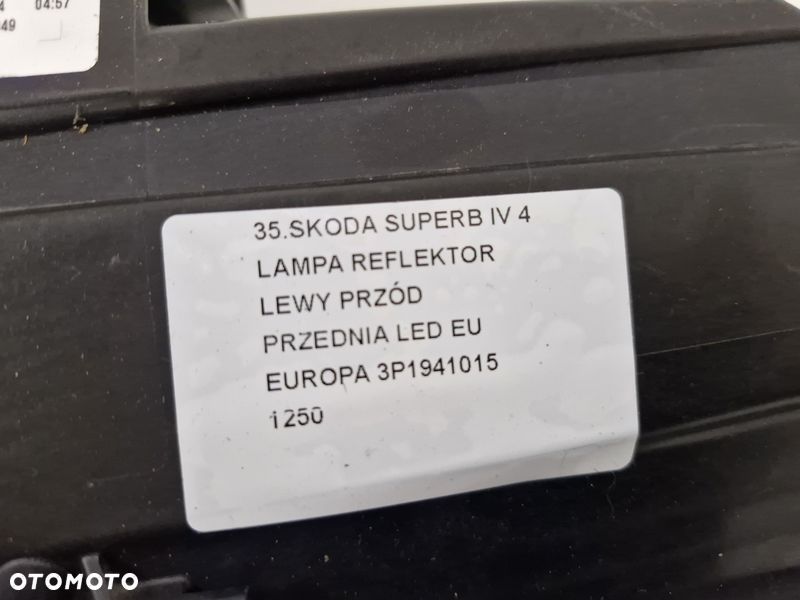 04:57
35.SKODA SUPERB IV 4
LAMPA REFLEKTOR
LEWY PRZÓD
PRZEDNIA LED EU
EUROPA 3P1941015
1250
OTOMOTO